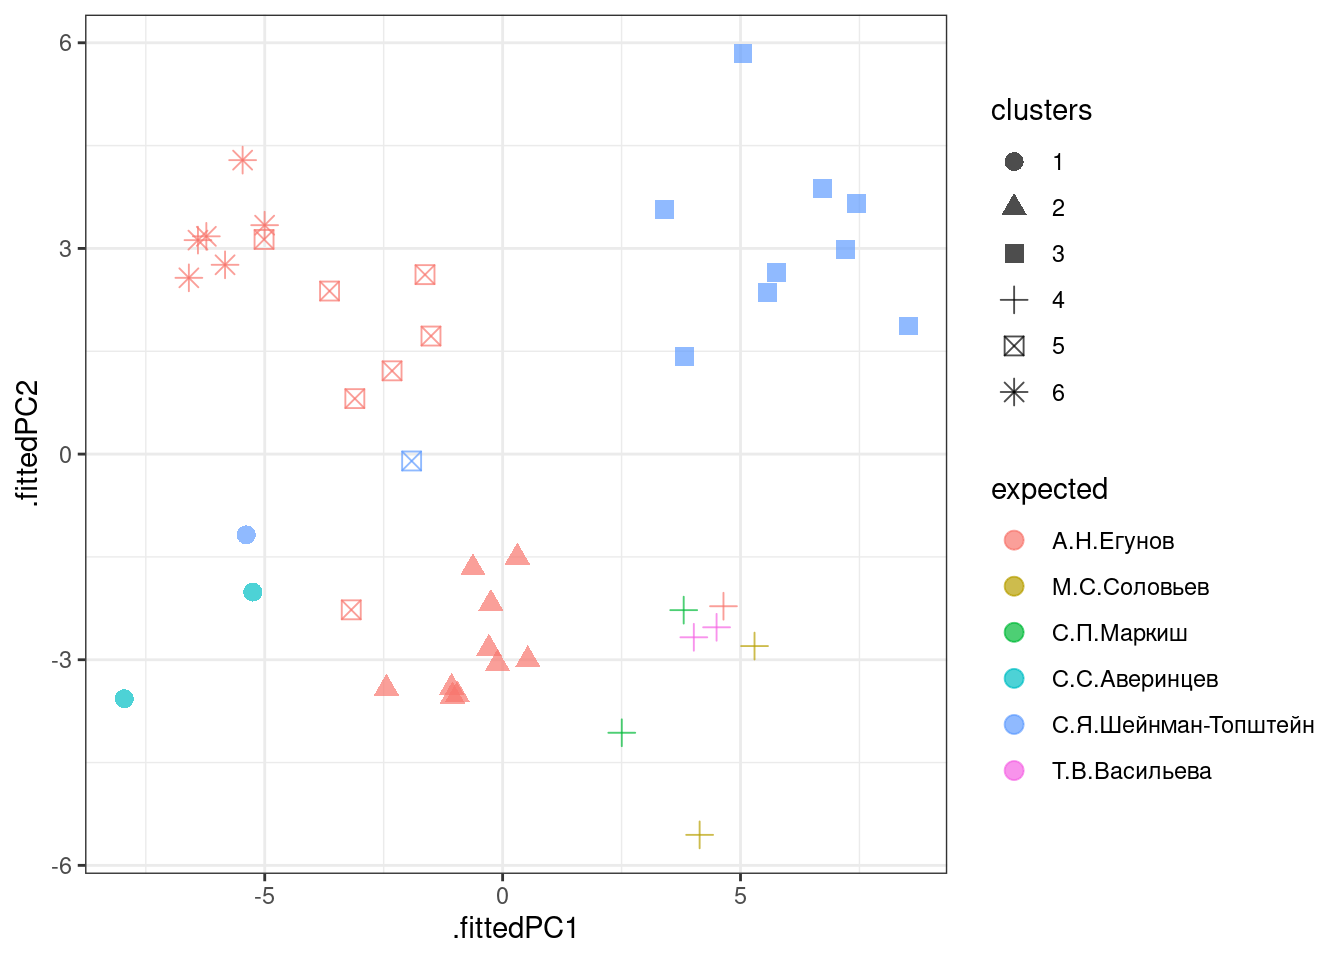 6
3
0
-3
-6
-5
0
5
.fittedPC1
.fittedPC2
clusters
1
2
3
4
5
6
expected
А.Н.Егунов
М.С.Соловьев
С.П.Маркиш
С.С.Аверинцев
С.Я.Шейнман-Топштейн
Т.В.Васильева